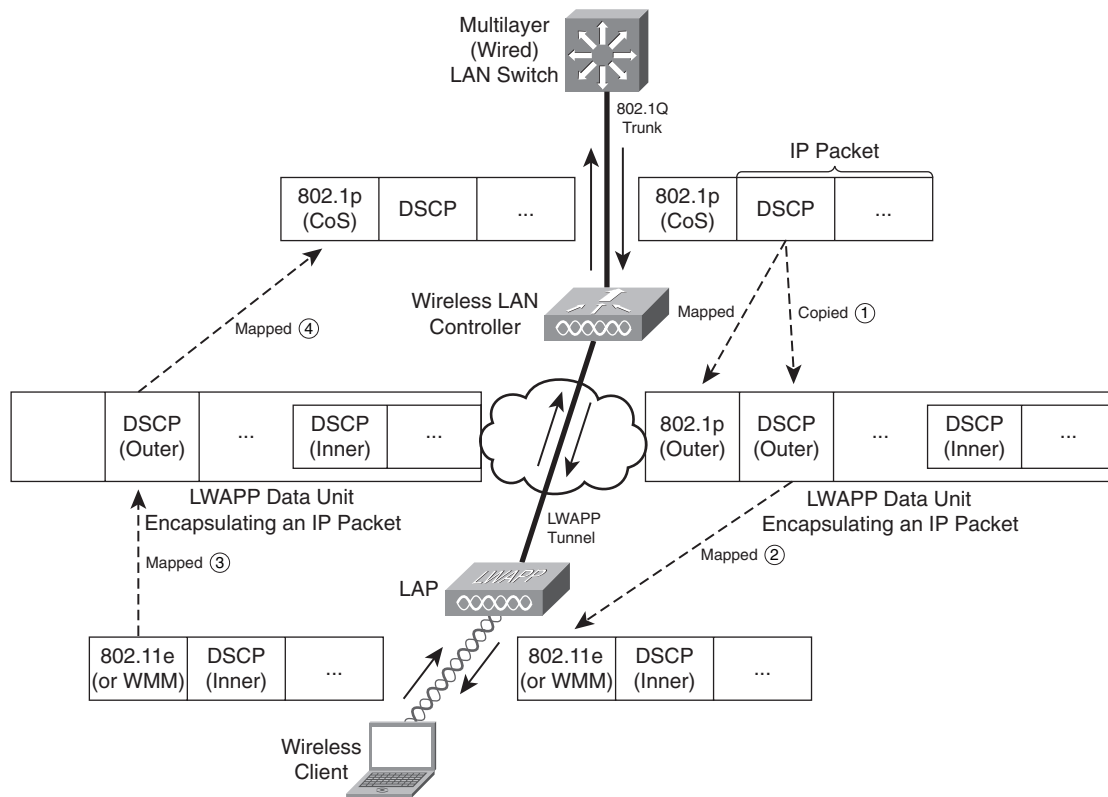 Multilayer
(Wired)
LAN Switch
802.1Q
Trunk
IP Packet
802.1p
(CoS)
DSCP
...
802.1p
(CoS)
DSCP
...
Wireless LAN
Controller
Mapped ④
Mapped
Copied ①
DSCP
(Outer)
...
DSCP
(Inner)
...
802.1p
(Outer)
DSCP
(Outer)
...
DSCP
(Inner)
...
LWAPP Data Unit
Encapsulating an IP Packet
LWAPP
Tunnel
LWAPP Data Unit
Encapsulating an IP Packet
Mapped ③
Mapped ②
LAP
LWAPP
802.11e
(or WMM)
DSCP
(Inner)
...
802.11e
(or WMM)
DSCP
(Inner)
...
Wireless
Client